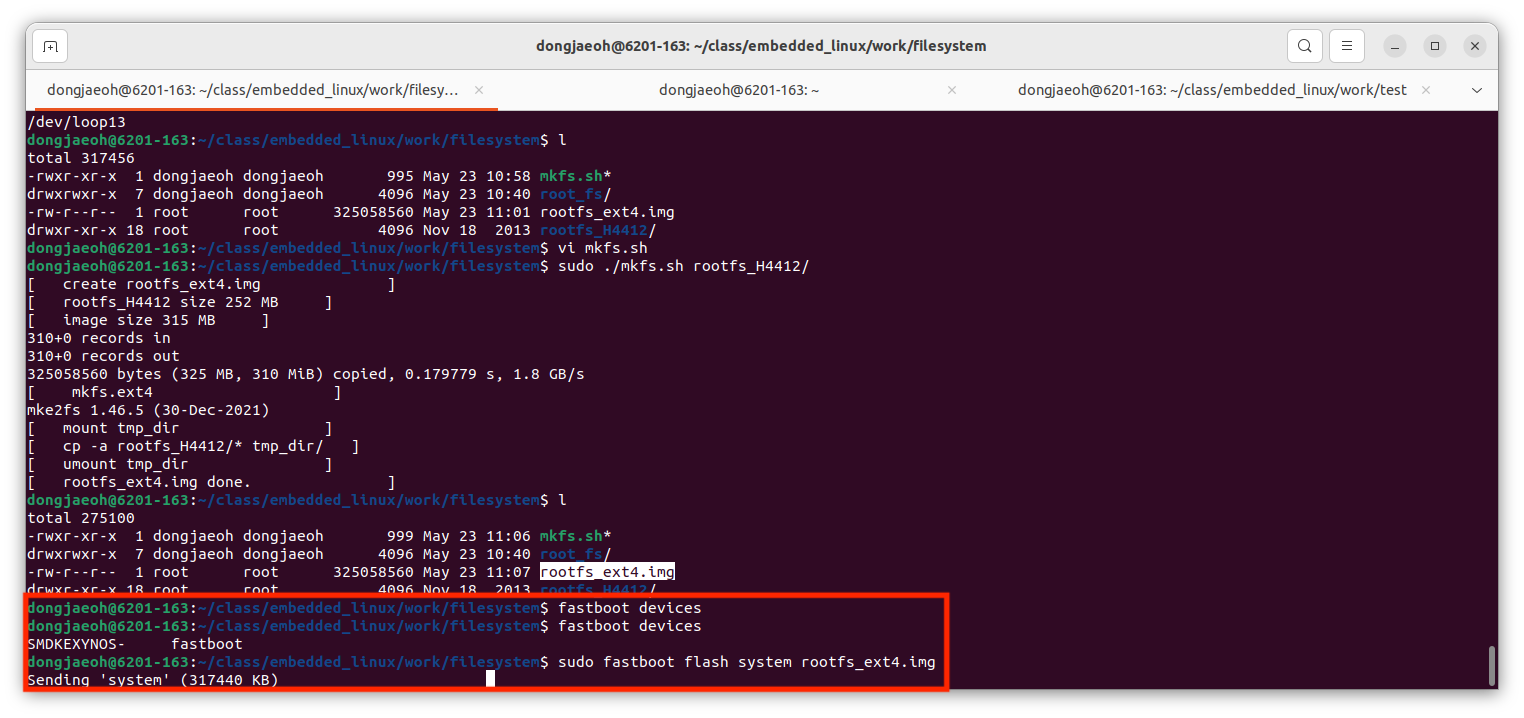 dongjaeoh@6201-163: ~/class/embedded_linux/work/filesystem
dongjaeoh@6201-163: ~/class/embedded_linux/work/filesy…
dongjaeoh@6201-163: ~
dongjaeoh@6201-163: ~/class/embedded_linux/work/test
/dev/loop13
dongjaeoh@6201-163:~/class/embedded_linux/work/filesystem$ l
total 317456
-rwxr-xr-x  1 dongjaeoh dongjaeoh       995 May 23 10:58 mkfs.sh*
drwxrwxr-x  7 dongjaeoh dongjaeoh      4096 May 23 10:40 root_fs/
-rw-r--r--  1 root      root      325058560 May 23 11:01 rootfs_ext4.img
drwxr-xr-x 18 root      root           4096 Nov 18  2013 rootfs_H4412/
dongjaeoh@6201-163:~/class/embedded_linux/work/filesystem$ vi mkfs.sh
dongjaeoh@6201-163:~/class/embedded_linux/work/filesystem$ sudo ./mkfs.sh rootfs_H4412/
[   create rootfs_ext4.img              ]
[   rootfs_H4412 size 252 MB     ]
[   image size 315 MB     ]
310+0 records in
310+0 records out
325058560 bytes (325 MB, 310 MiB) copied, 0.179779 s, 1.8 GB/s
[    mkfs.ext4                    ]
mke2fs 1.46.5 (30-Dec-2021)
[   mount tmp_dir                ]
[   cp -a rootfs_H4412/* tmp_dir/   ]
[   umount tmp_dir               ]
[   rootfs_ext4.img done.               ]
dongjaeoh@6201-163:~/class/embedded_linux/work/filesystem$ l
total 275100
-rwxr-xr-x  1 dongjaeoh dongjaeoh       999 May 23 11:06 mkfs.sh*
drwxrwxr-x  7 dongjaeoh dongjaeoh      4096 May 23 10:40 root_fs/
-rw-r--r--  1 root      root      325058560 May 23 11:07 rootfs_ext4.img
drwxr-xr-x 18 root      root           4096 Nov 18  2013 rootfs_H4412/
dongjaeoh@6201-163:~/class/embedded_linux/work/filesystem$ fastboot devices
dongjaeoh@6201-163:~/class/embedded_linux/work/filesystem$ fastboot devices
SMDKEXYNOS-     fastboot
dongjaeoh@6201-163:~/class/embedded_linux/work/filesystem$ sudo fastboot flash system rootfs_ext4.img
Sending 'system' (317440 KB)